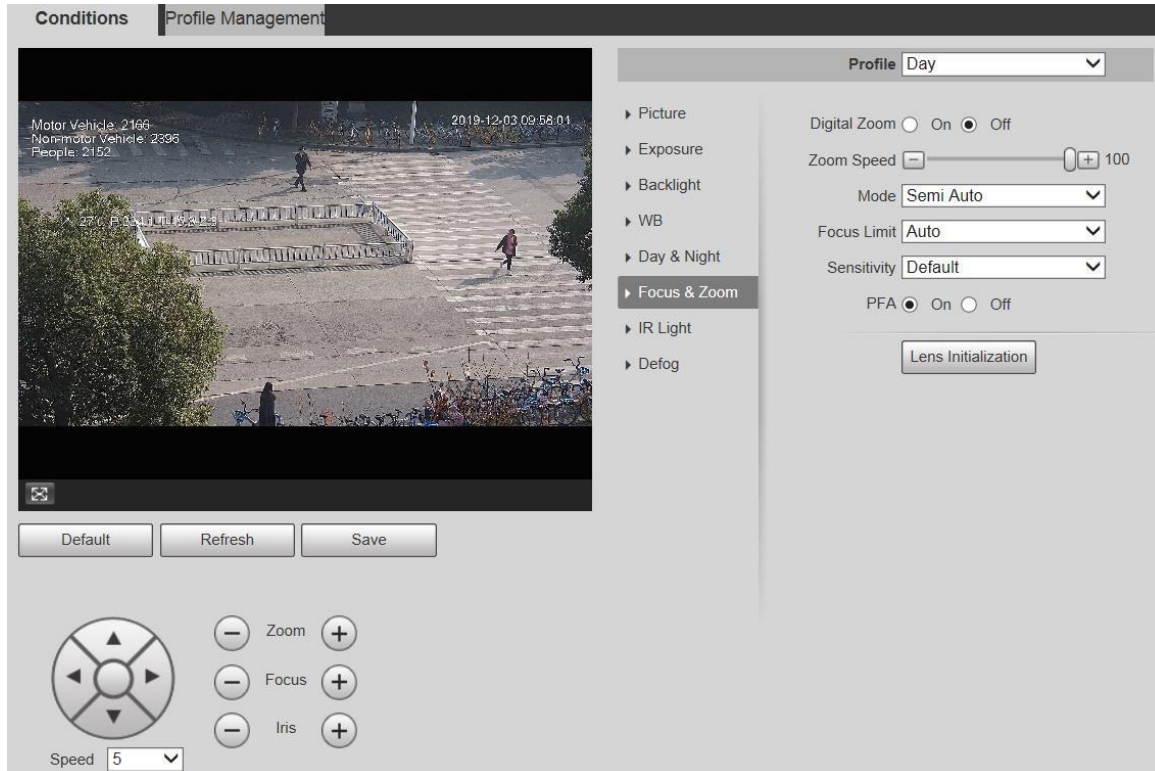 Conditions Profile Management
Profile Day
Motor Vehicle: 2166 2019-12-03 09:58:01
Non-motor Vehicle: 2396
People: 2152
Picture
Exposure
Backlight
WB
Day & Night
Focus & Zoom
IR Light
Defog
Digital Zoom On Off
Zoom Speed 100
Mode Semi Auto
Focus Limit Auto
Sensitivity Default
PFA On Off
Lens Initialization
Default Refresh Save
Zoom
Focus
Iris
Speed 5